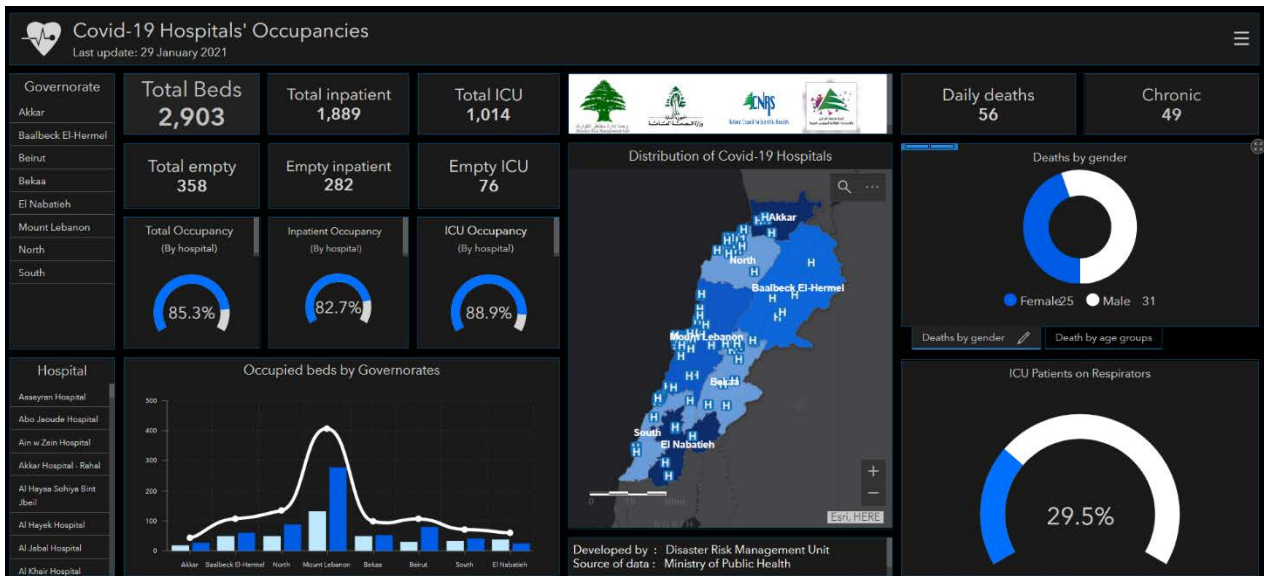 Covid-19 Hospitals' Occupancies
Last update: 29 January 2021
Governorate
Akkar
Baalbeck El-Hermel
Beirut
Bekaa
El Nabatieh
Mount Lebanon
North
South
Total Beds
2,903
Total inpatient
1,889
Total ICU
1,014
Total empty
358
Empty inpatient
282
Empty ICU
76
Total Occupancy
(By hospital)
85.3%
Inpatient Occupancy
(By hospital)
82.7%
ICU Occupancy
(By hospital)
88.9%
CNRS
Daily deaths
56
Chronic
49
Distribution of Covid-19 Hospitals
Akkar
North
Baalbeck El-Hermel
Mount Lebanon
Bekaa
South
El Nabatieh
Esri, HERE
Developed by : Disaster Risk Management Unit
Source of data : Ministry of Public Health
Deaths by gender
Female25 Male 31
Deaths by gender
Death by age groups
ICU Patients on Respirators
29.5%
Hospital
Aaseyran Hospital
Abo Jaoude Hospital
Ain w Zain Hospital
Akkar Hospital - Rahal
Al Hayaa Sohiya Bint
Jbeil
Al Hayek Hospital
Al Jabal Hospital
Al Khair Hospital
Occupied beds by Governorates
500
400
300
200
100
0
Akkar Baalbeck El-Hermel North Mount Lebanon Bekaa Beirut South El Nabatieh